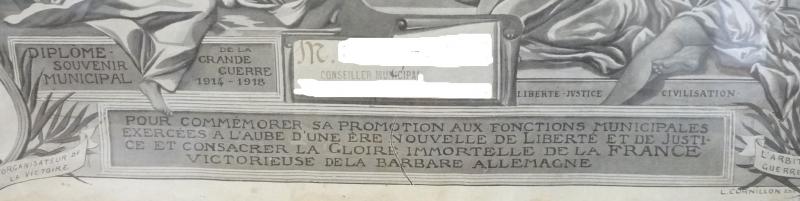 DIPLÔME-
SOUVENIR
MUNICIPAL
DE LA
GRANDE
GUERRE
1914-1918
M.
CONSEILLER MUNICIPAL
LIBERTÉ-JUSTICE
CIVILISATION-
POUR COMMÉMORER SA PROMOTION AUX FONCTIONS MUNICIPALES
EXERCÉES A L'AUBE D'UNE ÈRE NOUVELLE DE LIBERTÉ ET DE JUSTI-
CE ET CONSACRER LA GLOIRE IMMORTELLE DE LA FRANCE
VICTORIEUSE DE LA BARBARE ALLEMAGNE
ORGANISATEUR DE
LA VICTOIRE
L'ARBIT
GUERRE
L. CORNILLON